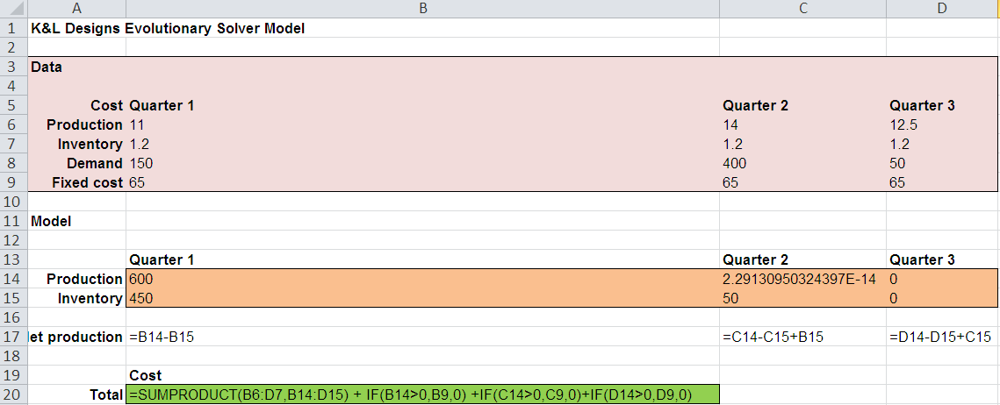 A B C D
1 K&L Designs Evolutionary Solver Model
2
3 Data
4
5 Cost Quarter 1 Quarter 2 Quarter 3
6 Production 11 14 12.5
7 Inventory 1.2 1.2 1.2
8 Demand 150 400 50
9 Fixed cost 65 65 65
10
11 Model
12
13 Quarter 1 Quarter 2 Quarter 3
14 Production 600 2.29130950324397E-14 0
15 Inventory 450 50 0
16
17 let production =B14-B15 =C14-C15+B15 =D14-D15+C15
18
19 Cost
20 Total =SUMPRODUCT(B6:D7,B14:D15) + IF(B14>0,B9,0) +IF(C14>0,C9,0)+IF(D14>0,D9,0)